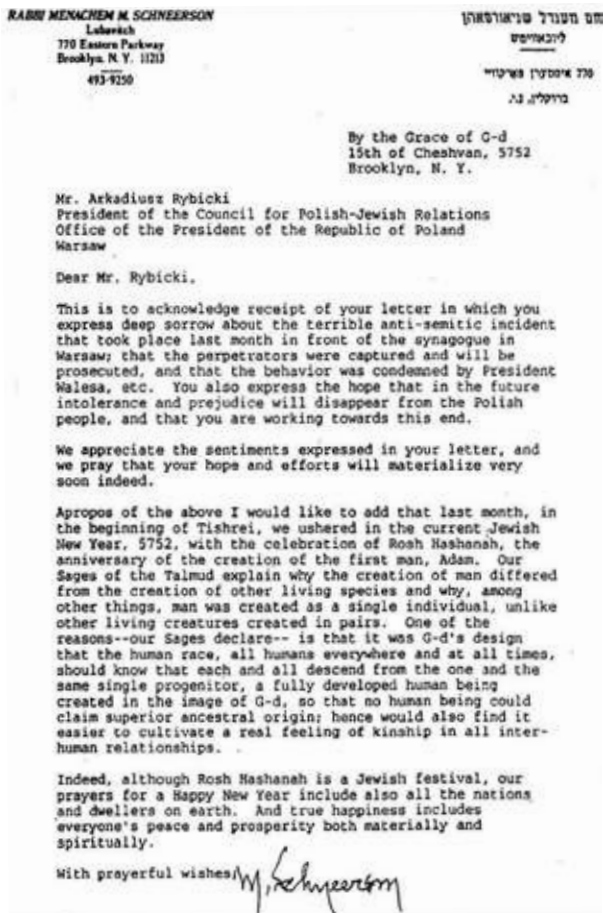 RABBI MENACHEM M. SCHNEERSON
Lubavitch
770 Eastern Parkway
Brooklyn, N. Y. 11213
493-9250
מנחם מענדל שניאורסאהן
ליובאוויטש
770 איסטערן פארקוויי
ברוקלין, נ.י.
By the Grace of G-d
15th of Cheshvan, 5752
Brooklyn, N. Y.
Mr. Arkadiusz Rybicki
President of the Council for Polish-Jewish Relations
Office of the President of the Republic of Poland
Warsaw
Dear Mr. Rybicki,
This is to acknowledge receipt of your letter in which you
express deep sorrow about the terrible anti-semitic incident
that took place last month in front of the synagogue in
Warsaw; that the perpetrators were captured and will be
prosecuted, and that the behavior was condemned by President
Walesa, etc. You also express the hope that in the future
intolerance and prejudice will disappear from the Polish
people, and that you are working towards this end.
We appreciate the sentiments expressed in your letter, and
we pray that your hope and efforts will materialize very
soon indeed.
Apropos of the above I would like to add that last month, in
the beginning of Tishrei, we ushered in the current Jewish
New Year, 5752, with the celebration of Rosh Hashanah, the
anniversary of the creation of the first man, Adam. Our
Sages of the Talmud explain why the creation of man differed
from the creation of other living species and why, among
other things, man was created as a single individual, unlike
other living creatures created in pairs. One of the
reasons--our Sages declare-- is that it was G-d's design
that the human race, all humans everywhere and at all times,
should know that each and all descend from the one and the
same single progenitor, a fully developed human being
created in the image of G-d, so that no human being could
claim superior ancestral origin; hence would also find it
easier to cultivate a real feeling of kinship in all inter-
human relationships.
Indeed, although Rosh Hashanah is a Jewish festival, our
prayers for a Happy New Year include also all the nations
and dwellers on earth. And true happiness includes
everyone's peace and prosperity both materially and
spiritually.
With prayerful wishes, M. Schneerson